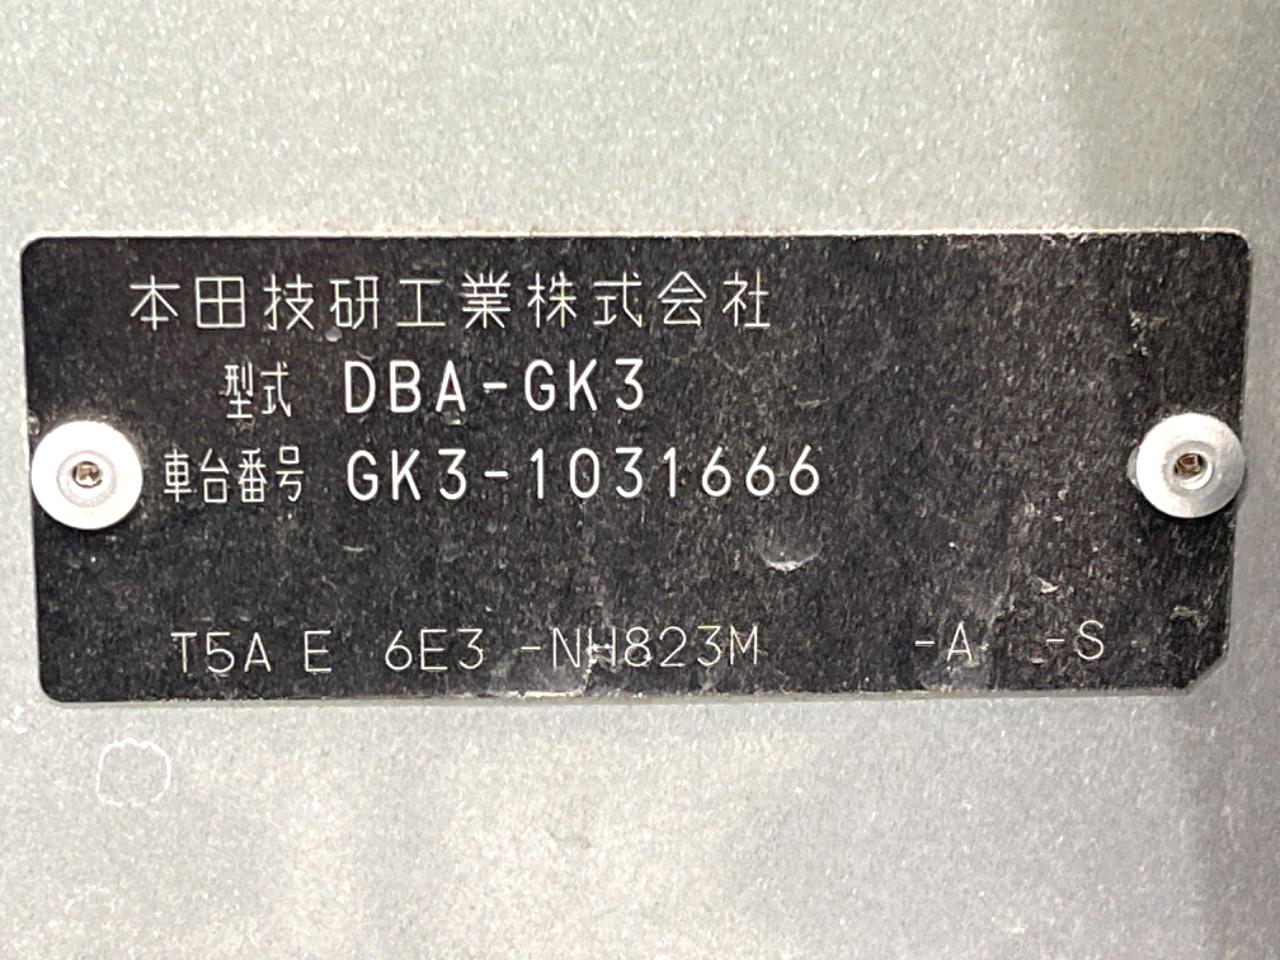 本田技研工業株式会社
型式 DBA-GK3
車台番号 GK3-1031666
T5A E 6E3 -NH823M -A -S